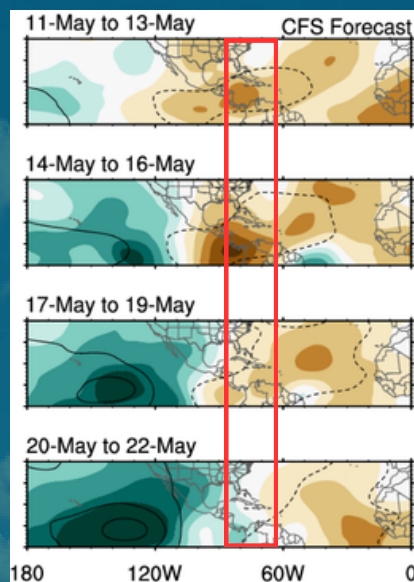 11-May to 13-May CFS Forecast
14-May to 16-May
17-May to 19-May
20-May to 22-May
180 120W 60W 0